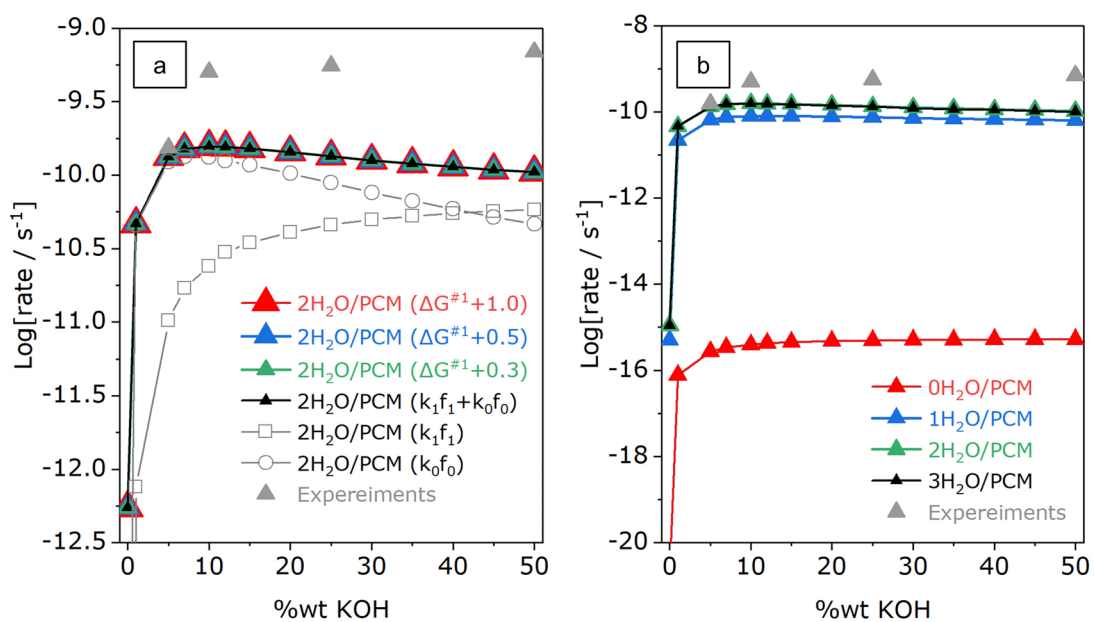 a
Log[rate / s⁻¹]
-9.0
-9.5
-10.0
-10.5
-11.0
-11.5
-12.0
-12.5
2H₂O/PCM (ΔG^#1+1.0)
2H₂O/PCM (ΔG^#1+0.5)
2H₂O/PCM (ΔG^#1+0.3)
2H₂O/PCM (k₁f₁+k₀f₀)
2H₂O/PCM (k₁f₁)
2H₂O/PCM (k₀f₀)
Expereiments
0 10 20 30 40 50
%wt KOH
b
Log[rate / s⁻¹]
-8
-10
-12
-14
-16
-18
-20
0H₂O/PCM
1H₂O/PCM
2H₂O/PCM
3H₂O/PCM
Expereiments
0 10 20 30 40 50
%wt KOH